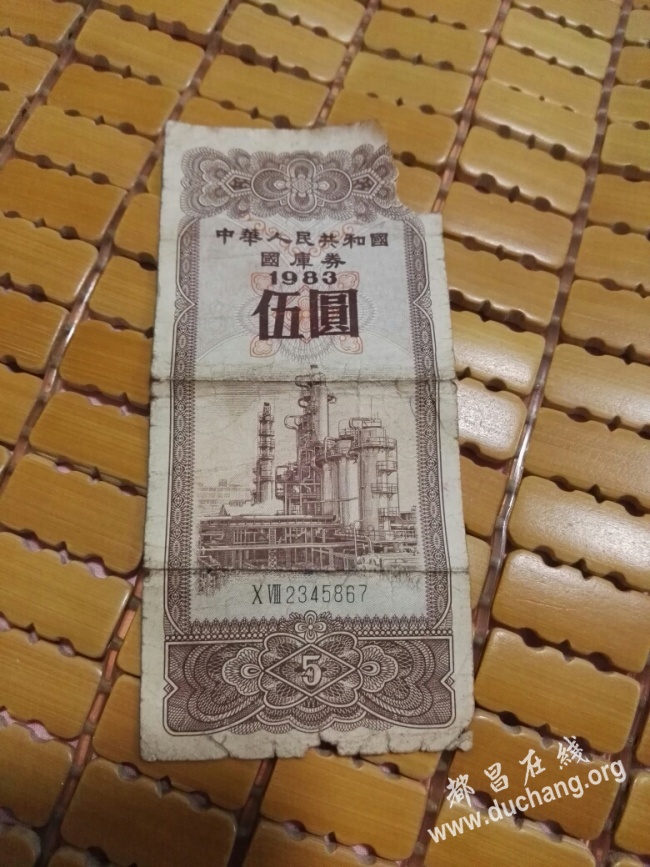 中華人民共和國
國庫券
1983
伍圓
XⅧ2345867
5
都昌在线
www.duchang.org